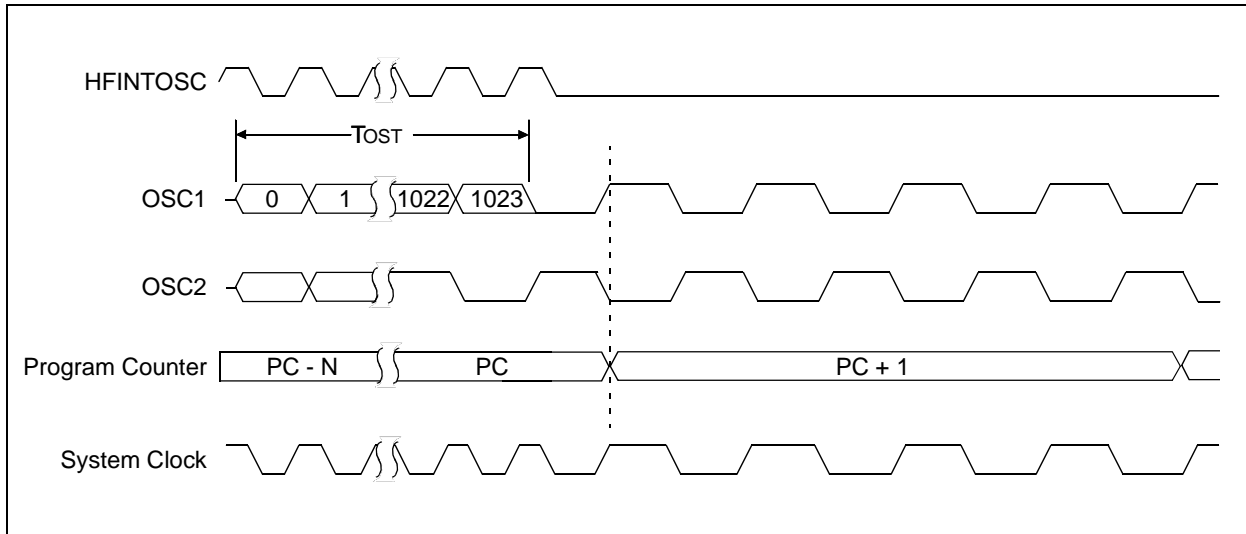 HFINTOSC
TOST
OSC1 0 1 1022 1023
OSC2
Program Counter PC - N PC PC + 1
System Clock